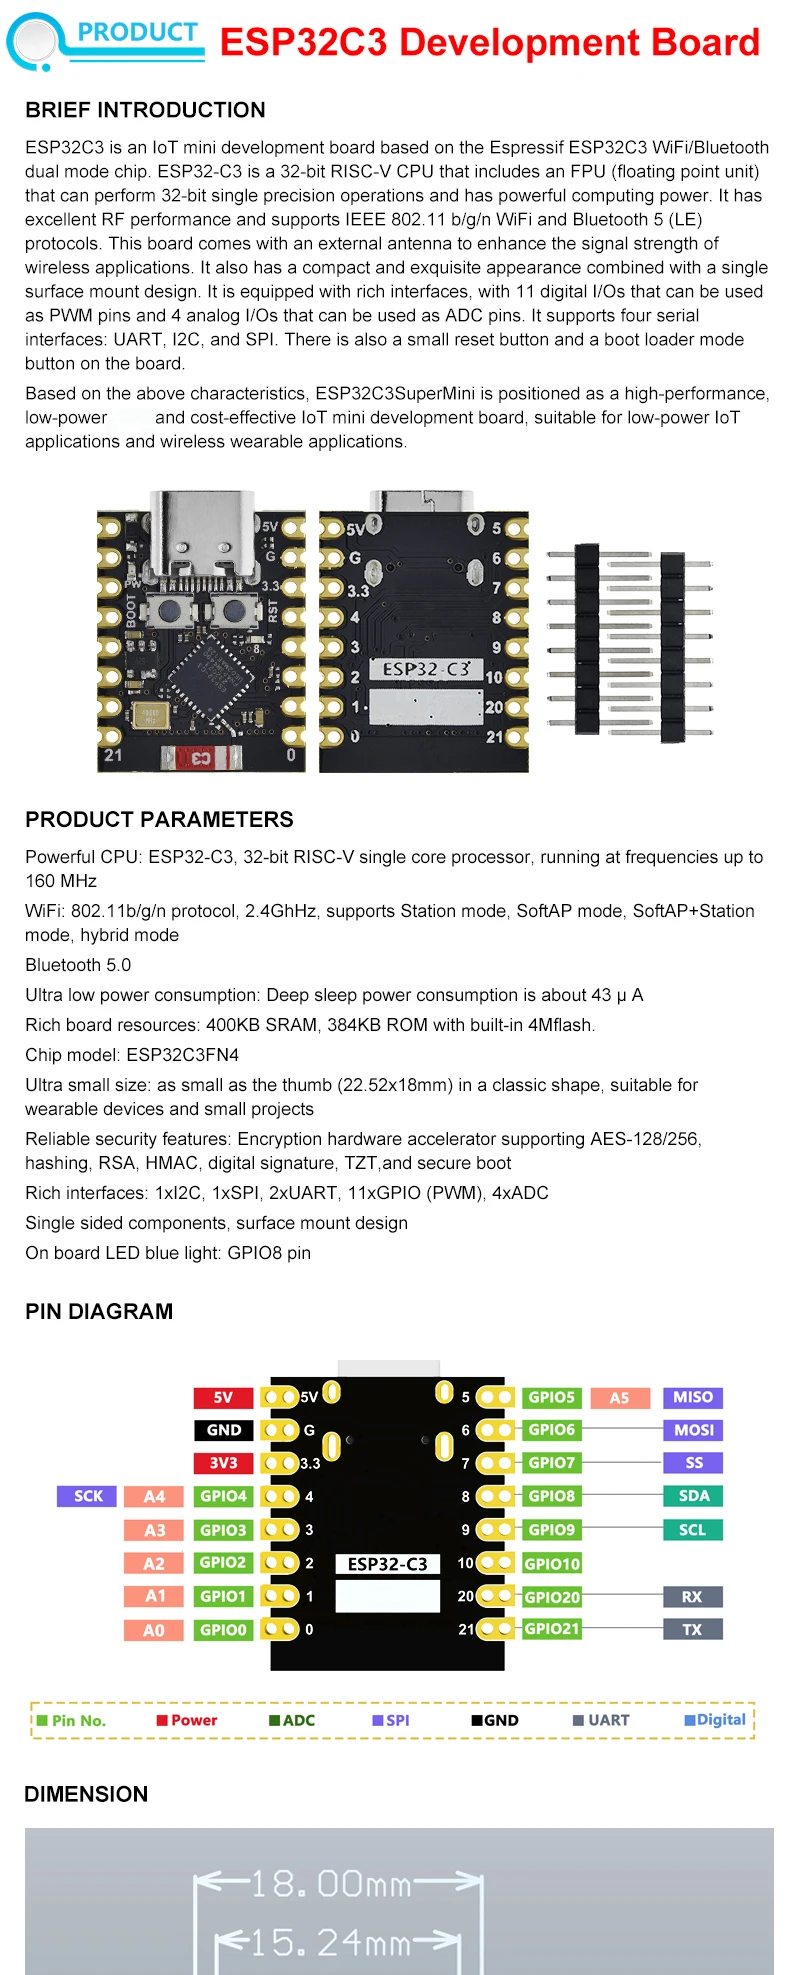 PRODUCT
ESP32C3 Development Board
BRIEF INTRODUCTION
ESP32C3 is an IoT mini development board based on the Espressif ESP32C3 WiFi/Bluetooth
dual mode chip. ESP32-C3 is a 32-bit RISC-V CPU that includes an FPU (floating point unit)
that can perform 32-bit single precision operations and has powerful computing power. It has
excellent RF performance and supports IEEE 802.11 b/g/n WiFi and Bluetooth 5 (LE)
protocols. This board comes with an external antenna to enhance the signal strength of
wireless applications. It also has a compact and exquisite appearance combined with a single
surface mount design. It is equipped with rich interfaces, with 11 digital I/Os that can be used
as PWM pins and 4 analog I/Os that can be used as ADC pins. It supports four serial
interfaces: UART, I2C, and SPI. There is also a small reset button and a boot loader mode
button on the board.
Based on the above characteristics, ESP32C3SuperMini is positioned as a high-performance,
low-power and cost-effective IoT mini development board, suitable for low-power IoT
applications and wireless wearable applications.
5V
G
PW
3.3
BOOT
RST
8
21
C3
0
5V 5
G 6
3.3 7
4 8
3 9
ESP32-C3
2 10
1 20
0 21
PRODUCT PARAMETERS
Powerful CPU: ESP32-C3, 32-bit RISC-V single core processor, running at frequencies up to
160 MHz
WiFi: 802.11b/g/n protocol, 2.4GhHz, supports Station mode, SoftAP mode, SoftAP+Station
mode, hybrid mode
Bluetooth 5.0
Ultra low power consumption: Deep sleep power consumption is about 43 μ A
Rich board resources: 400KB SRAM, 384KB ROM with built-in 4Mflash.
Chip model: ESP32C3FN4
Ultra small size: as small as the thumb (22.52x18mm) in a classic shape, suitable for
wearable devices and small projects
Reliable security features: Encryption hardware accelerator supporting AES-128/256,
hashing, RSA, HMAC, digital signature, TZT,and secure boot
Rich interfaces: 1xI2C, 1xSPI, 2xUART, 11xGPIO (PWM), 4xADC
Single sided components, surface mount design
On board LED blue light: GPIO8 pin
PIN DIAGRAM
5V 5V 5 GPIO5 A5 MISO
GND G 6 GPIO6 MOSI
3V3 3.3 7 GPIO7 SS
SCK A4 GPIO4 4 8 GPIO8 SDA
A3 GPIO3 3 9 GPIO9 SCL
A2 GPIO2 2 ESP32-C3 10 GPIO10
A1 GPIO1 1 20 GPIO20 RX
A0 GPIO0 0 21 GPIO21 TX
Pin No. Power ADC SPI GND UART Digital
DIMENSION
18.00mm
15.24mm